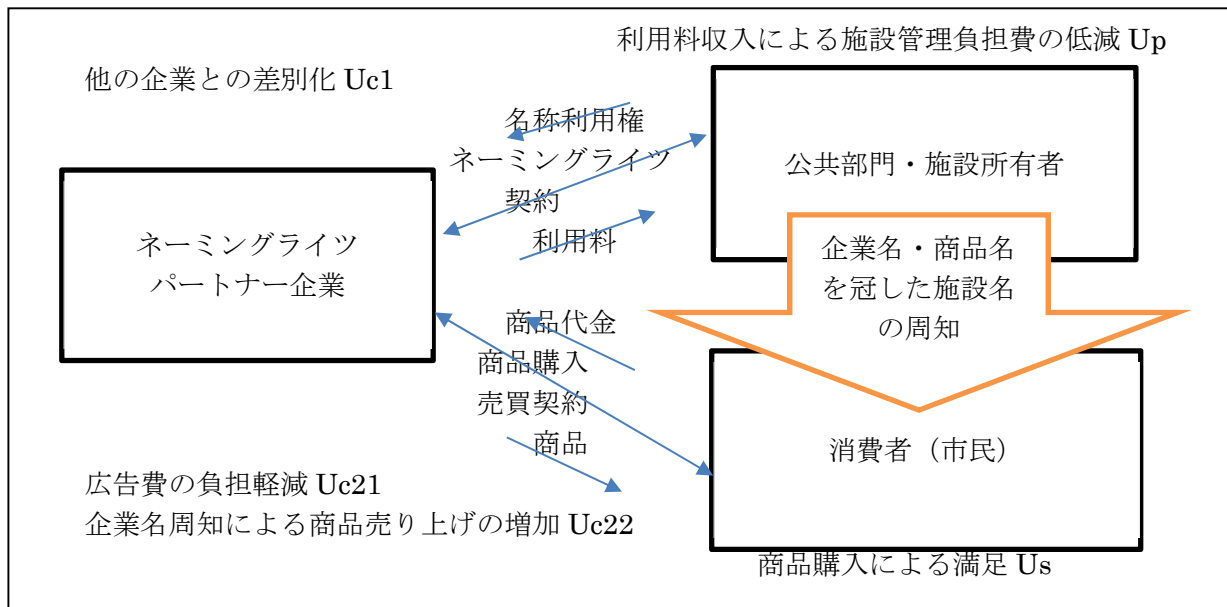 利用料収入による施設管理負担費の低減 Up
他の企業との差別化 Uc1
名称利用権
ネーミングライツ
契約
利用料
公共部門・施設所有者
ネーミングライツ
パートナー企業
企業名・商品名
を冠した施設名
の周知
商品代金
商品購入
売買契約
商品
消費者（市民）
広告費の負担軽減 Uc21
企業名周知による商品売り上げの増加 Uc22
商品購入による満足 Us